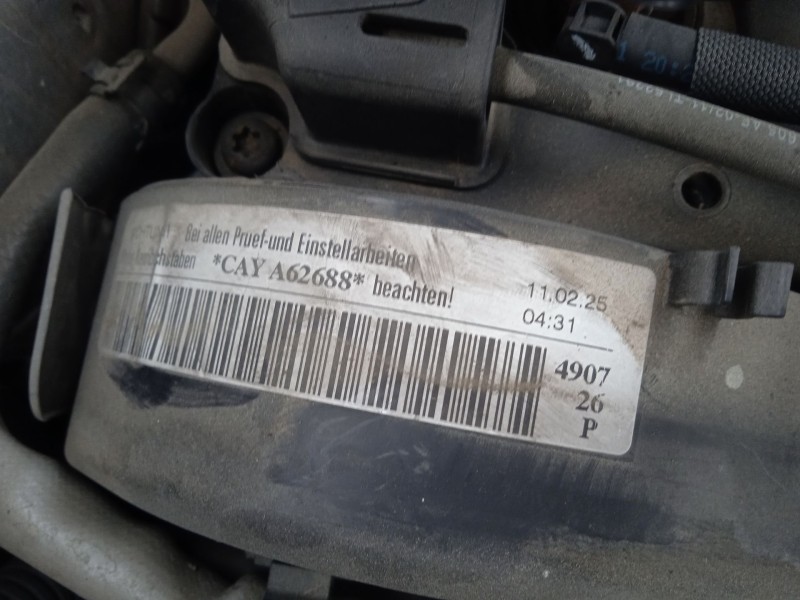 Bei allen Pruef-und Einstellarbeiten
*CAY A62688* beachten!
11.02.25
04:31
4907
26
P